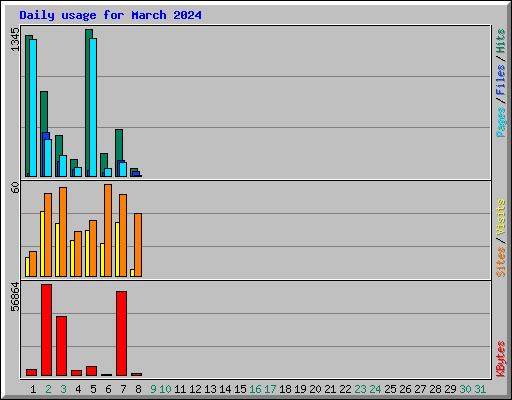 Daily usage for March 2024
1345
Pages/Files/Hits
60
Sites/Visits
56864
KBytes
1 2 3 4 5 6 7 8 9 10 11 12 13 14 15 16 17 18 19 20 21 22 23 24 25 26 27 28 29 30 31